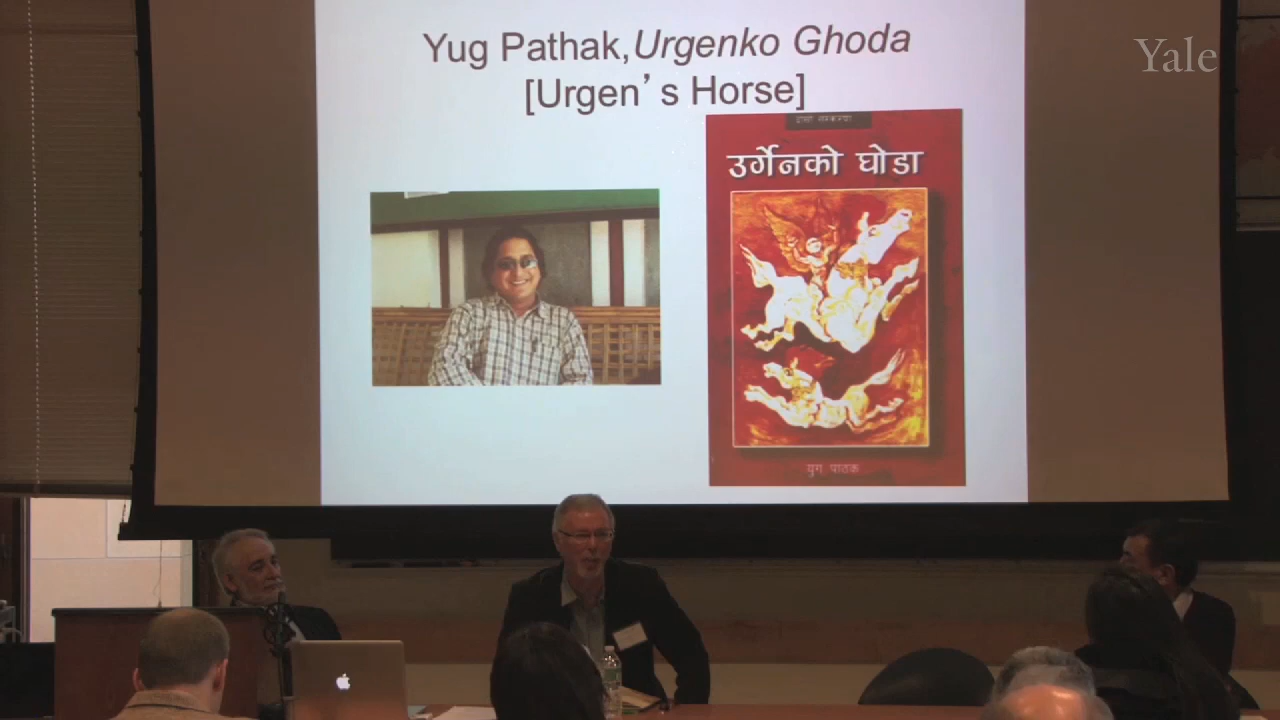 Yug Pathak,Urgenko Ghoda
[Urgen’s Horse]
Yale
उर्गेनको घोडा
युग पाठक